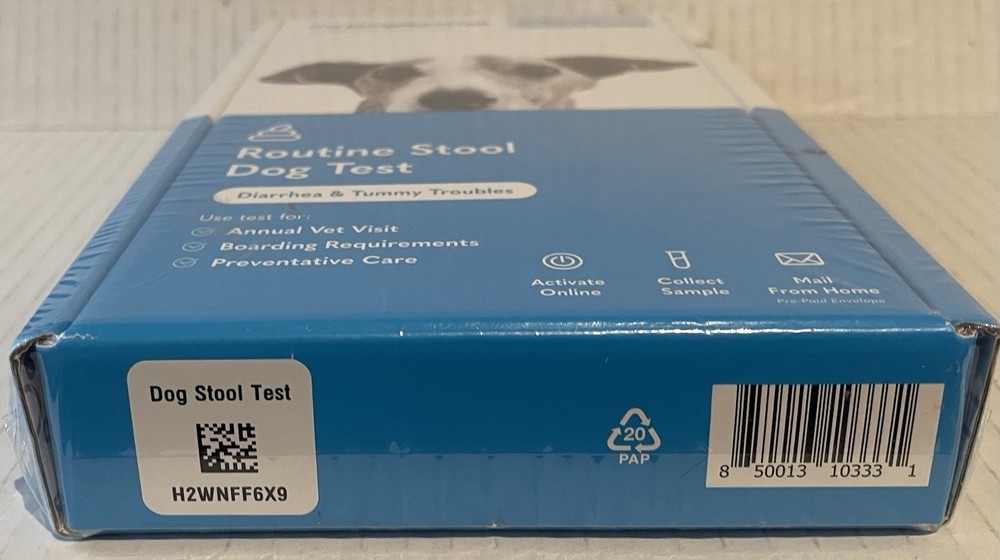 Routine Stool
Dog Test
Diarrhea & Tummy Troubles
Use test for:
Annual Vet Visit
Boarding Requirements
Preventative Care
Activate
Online
Collect
Sample
Mail
From Home
Pre-Paid Envelope
Dog Stool Test
H2WNFF6X9
20
PAP
8 50013 10333 1